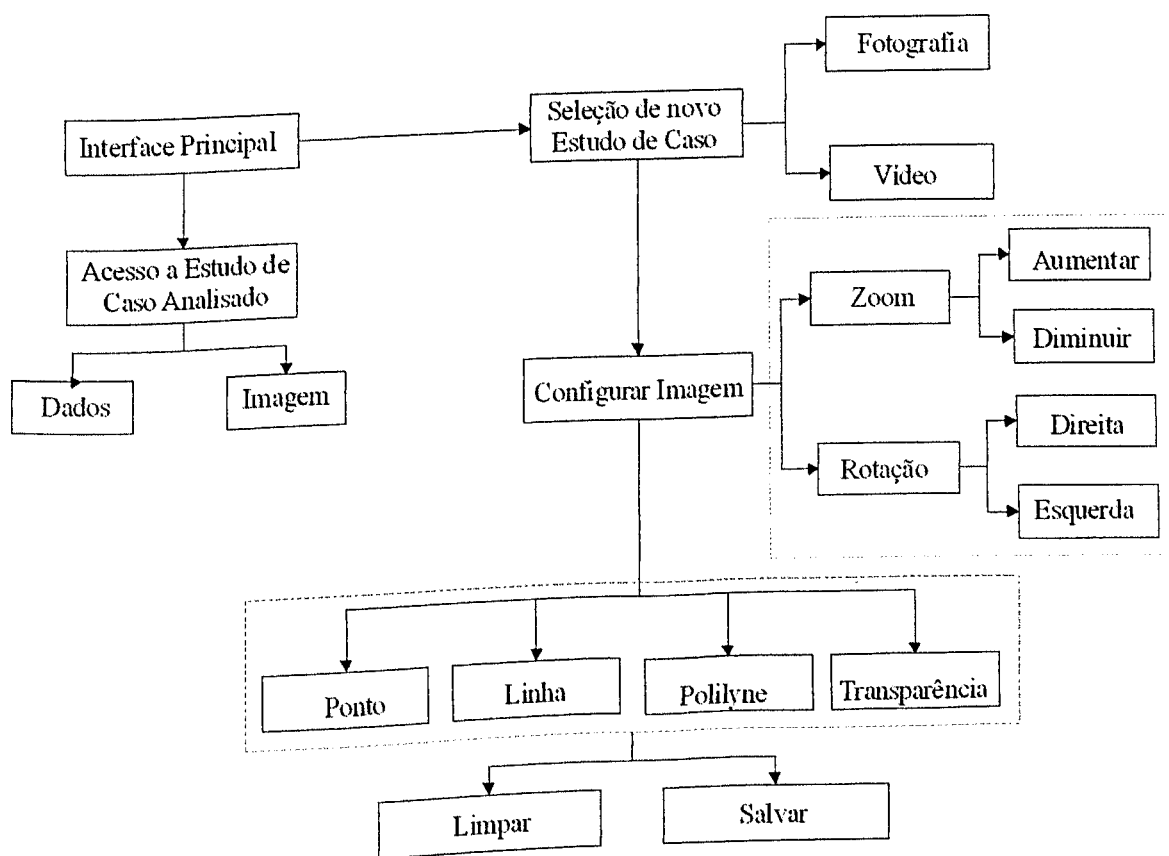 Fotografia
Seleção de novo
Estudo de Caso
Interface Principal
Vídeo
Acesso a Estudo de
Caso Analisado
Aumentar
Zoom
Diminuir
Dados
Imagem
Configurar Imagem
Direita
Rotação
Esquerda
Ponto
Linha
Polilyne
Transparência
Limpar
Salvar